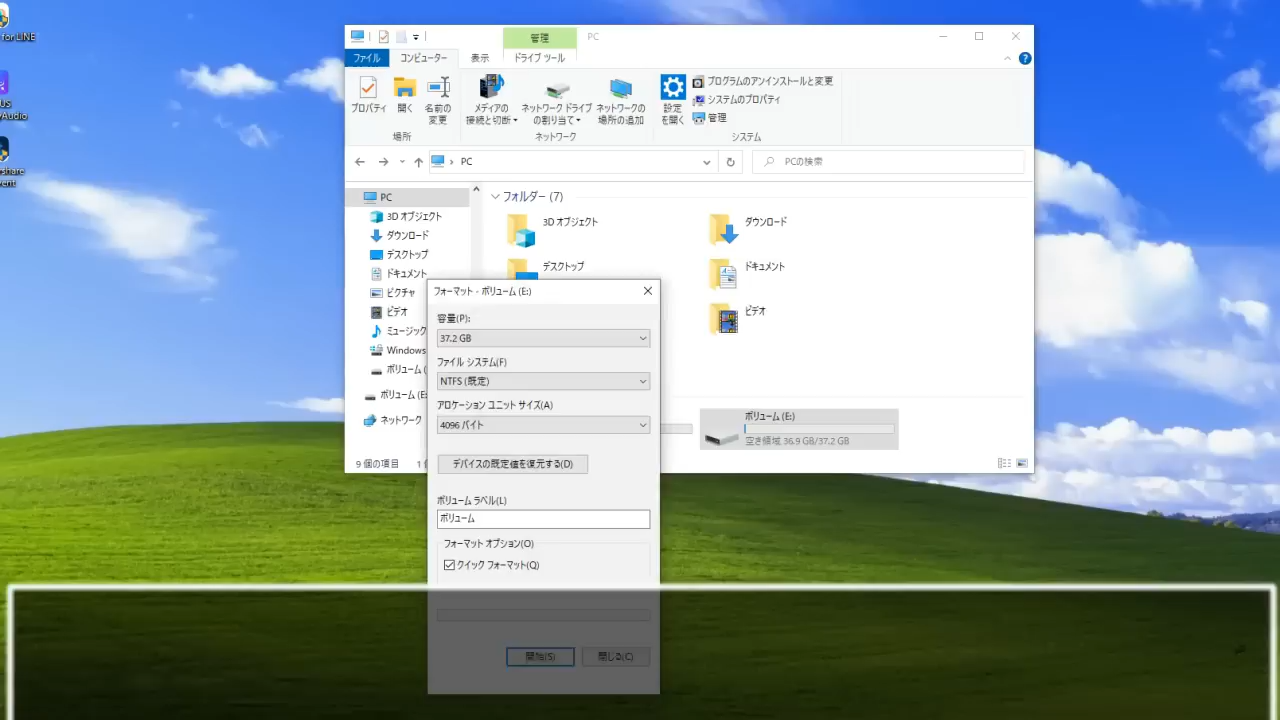 for LINE
Audio
PC
管理
ファイル
コンピューター
表示
ドライブ ツール
プロパティ
開く
名前の
変更
場所
メディアの
接続と切断
ネットワーク ドライブ
の割り当て
ネットワークの
場所の追加
ネットワーク
設定
を開く
プログラムのアンインストールと変更
システムのプロパティ
管理
システム
PC
PCの検索
PC
3D オブジェクト
ダウンロード
デスクトップ
ドキュメント
ピクチャ
ビデオ
ミュージック
Windows
ボリューム (
ボリューム (E:
ネットワーク
9 個の項目
フォルダー (7)
3D オブジェクト
ダウンロード
デスクトップ
ドキュメント
ビデオ
ボリューム (E:)
空き領域 36.9 GB/37.2 GB
フォーマット - ボリューム (E:)
容量(P):
37.2 GB
ファイル システム(F)
NTFS (既定)
アロケーション ユニット サイズ(A)
4096 バイト
デバイスの既定値を復元する(D)
ボリューム ラベル(L)
ボリューム
フォーマット オプション(O)
クイック フォーマット(Q)
開始(S)
閉じる(C)